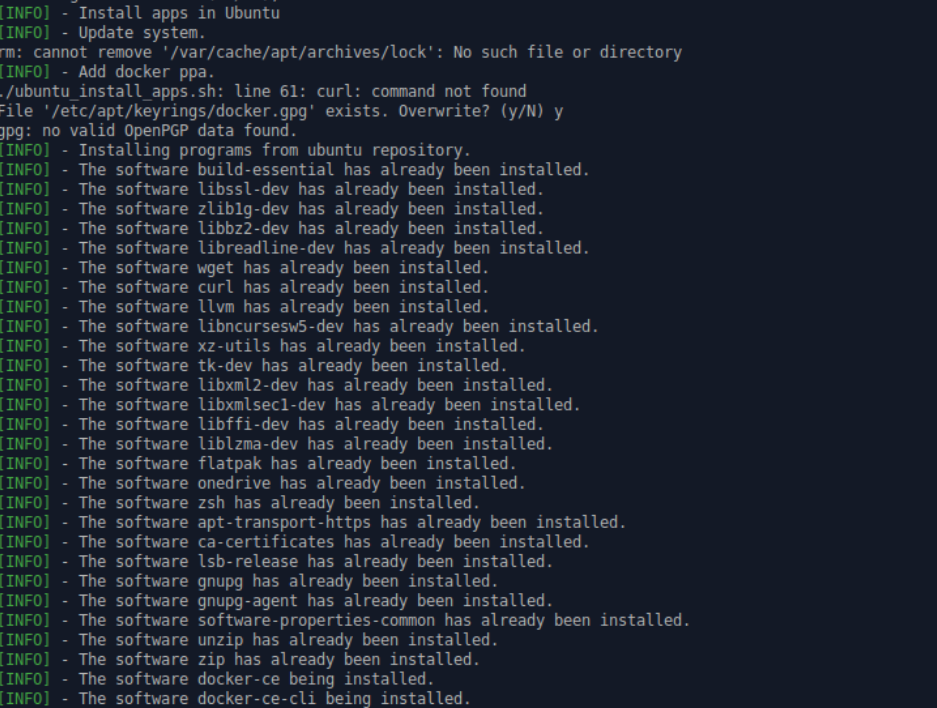 [INFO] - Install apps in Ubuntu
[INFO] - Update system.
rm: cannot remove '/var/cache/apt/archives/lock': No such file or directory
[INFO] - Add docker ppa.
./ubuntu_install_apps.sh: line 61: curl: command not found
File '/etc/apt/keyrings/docker.gpg' exists. Overwrite? (y/N) y
gpg: no valid OpenPGP data found.
[INFO] - Installing programs from ubuntu repository.
[INFO] - The software build-essential has already been installed.
[INFO] - The software libssl-dev has already been installed.
[INFO] - The software zlib1g-dev has already been installed.
[INFO] - The software libbz2-dev has already been installed.
[INFO] - The software libreadline-dev has already been installed.
[INFO] - The software wget has already been installed.
[INFO] - The software curl has already been installed.
[INFO] - The software llvm has already been installed.
[INFO] - The software libncursesw5-dev has already been installed.
[INFO] - The software xz-utils has already been installed.
[INFO] - The software tk-dev has already been installed.
[INFO] - The software libxml2-dev has already been installed.
[INFO] - The software libxmlsec1-dev has already been installed.
[INFO] - The software libffi-dev has already been installed.
[INFO] - The software liblzma-dev has already been installed.
[INFO] - The software flatpak has already been installed.
[INFO] - The software onedrive has already been installed.
[INFO] - The software zsh has already been installed.
[INFO] - The software apt-transport-https has already been installed.
[INFO] - The software ca-certificates has already been installed.
[INFO] - The software lsb-release has already been installed.
[INFO] - The software gnupg has already been installed.
[INFO] - The software gnupg-agent has already been installed.
[INFO] - The software software-properties-common has already been installed.
[INFO] - The software unzip has already been installed.
[INFO] - The software zip has already been installed.
[INFO] - The software docker-ce being installed.
[INFO] - The software docker-ce-cli being installed.